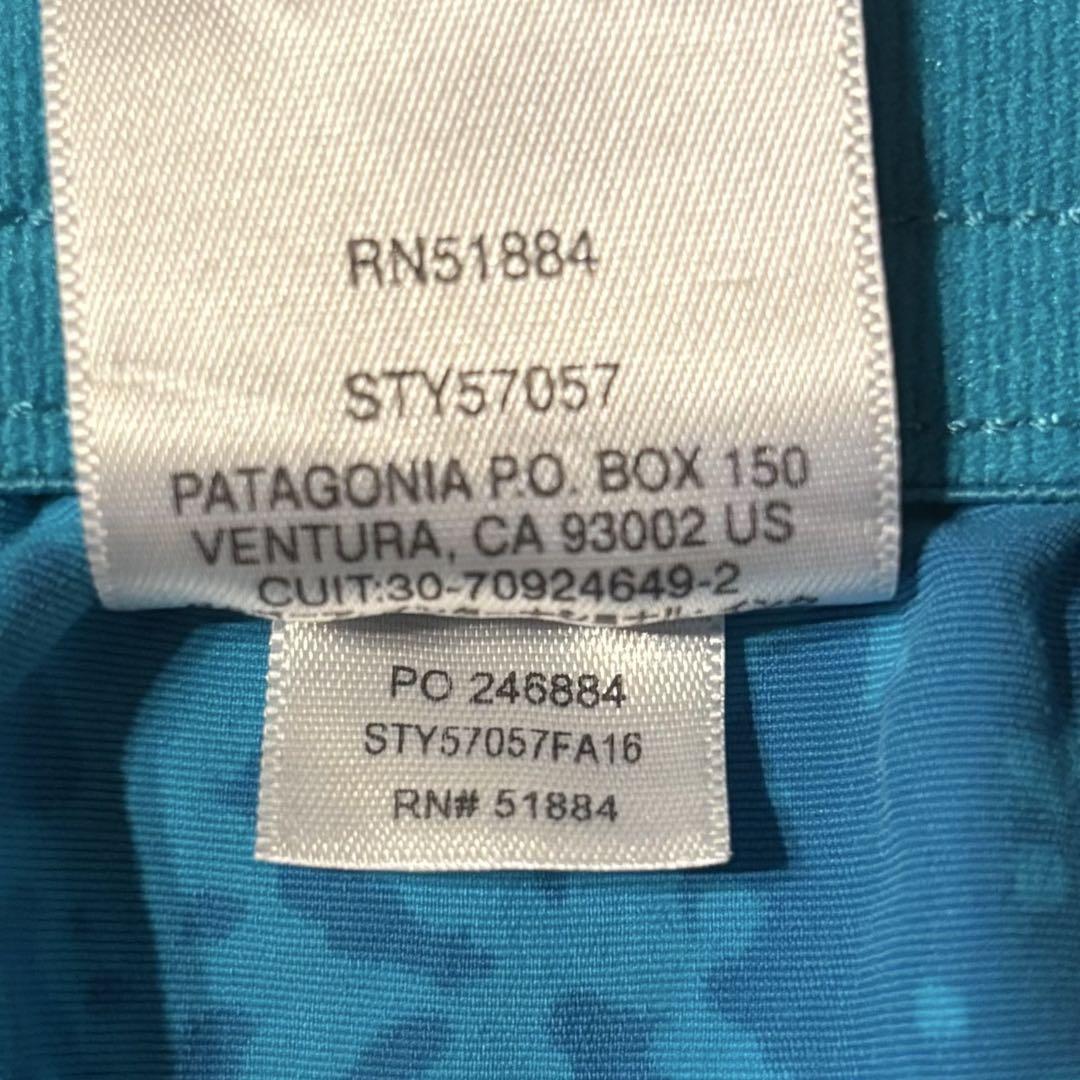 RN51884
STY57057
PATAGONIA P.O. BOX 150
VENTURA, CA 93002 US
CUIT:30-70924649-2
PO 246884
STY57057FA16
RN# 51884